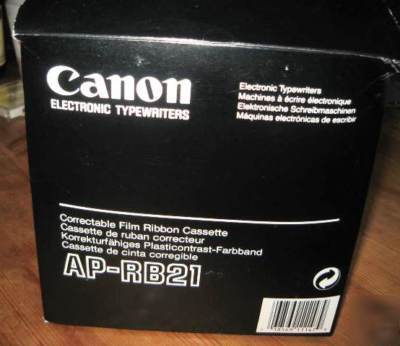 Canon
ELECTRONIC TYPEWRITERS
Electronic Typewriters
Machines à écrire électronique
Elektronische Schreibmaschinen
Máquinas electrónicas de escribir
Correctable Film Ribbon Cassette
Cassette de ruban correcteur
Korrekturfähiges Plasticontrast-Farbband
Cassette de cinta corregible
AP-RB21